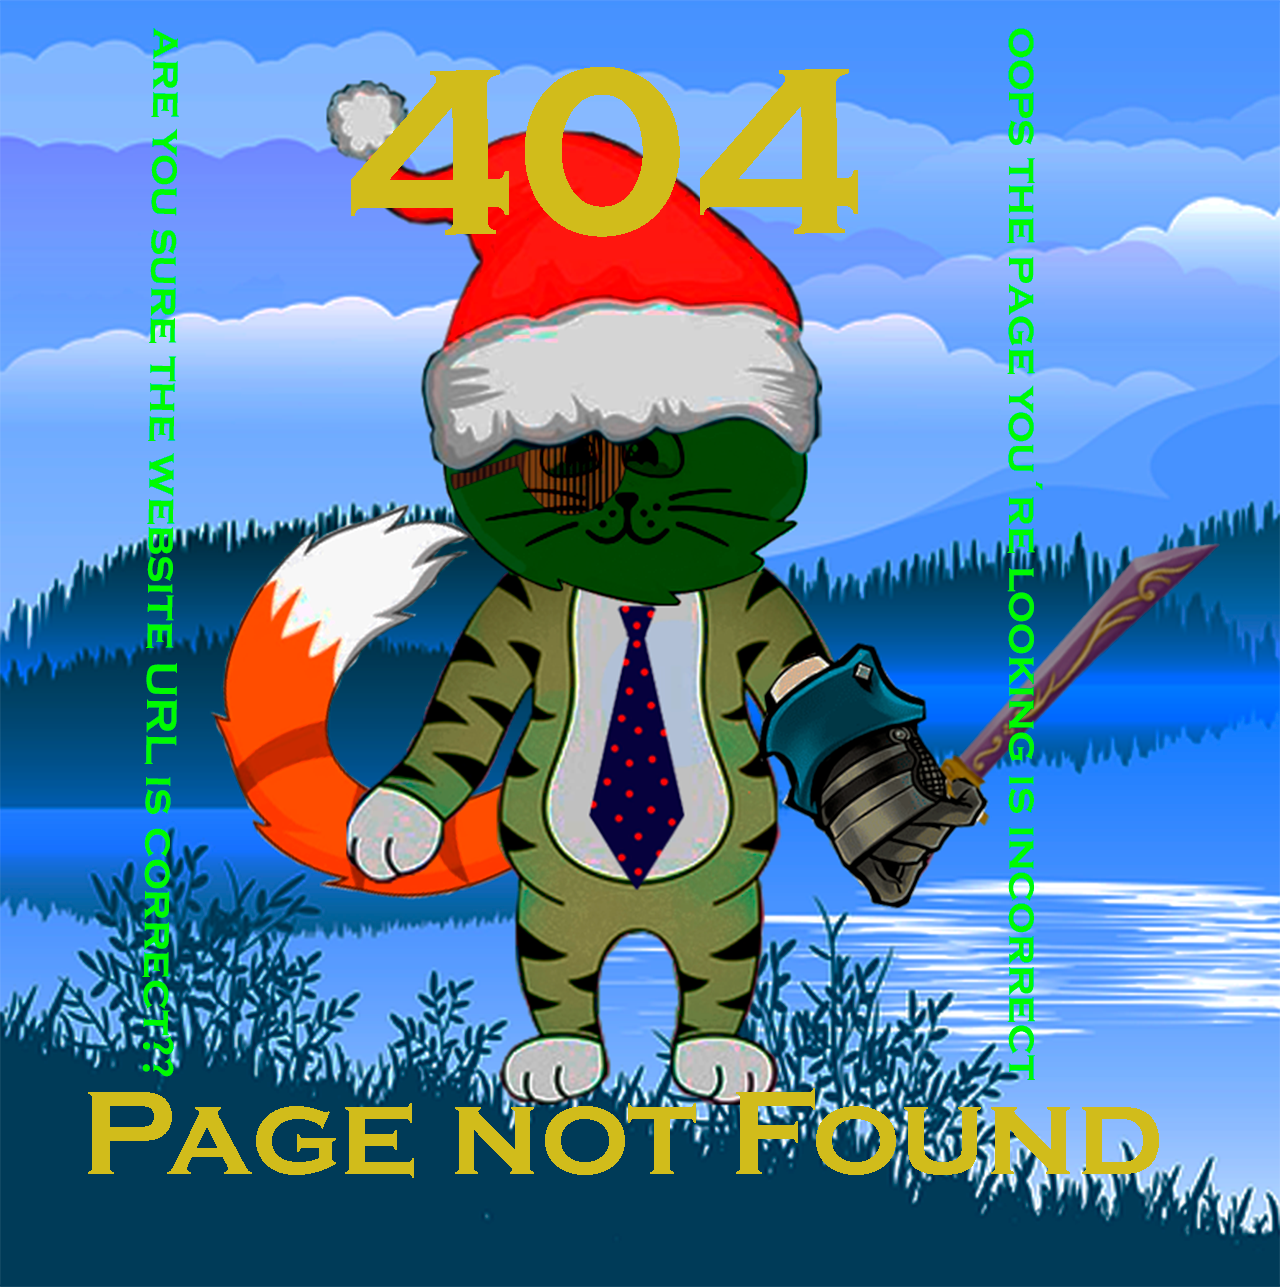 404
ARE YOU SURE THE WEBSITE URL IS CORRECT??
OOPS THE PAGE YOU'RE LOOKING IS INCORRECT
PAGE NOT FOUND